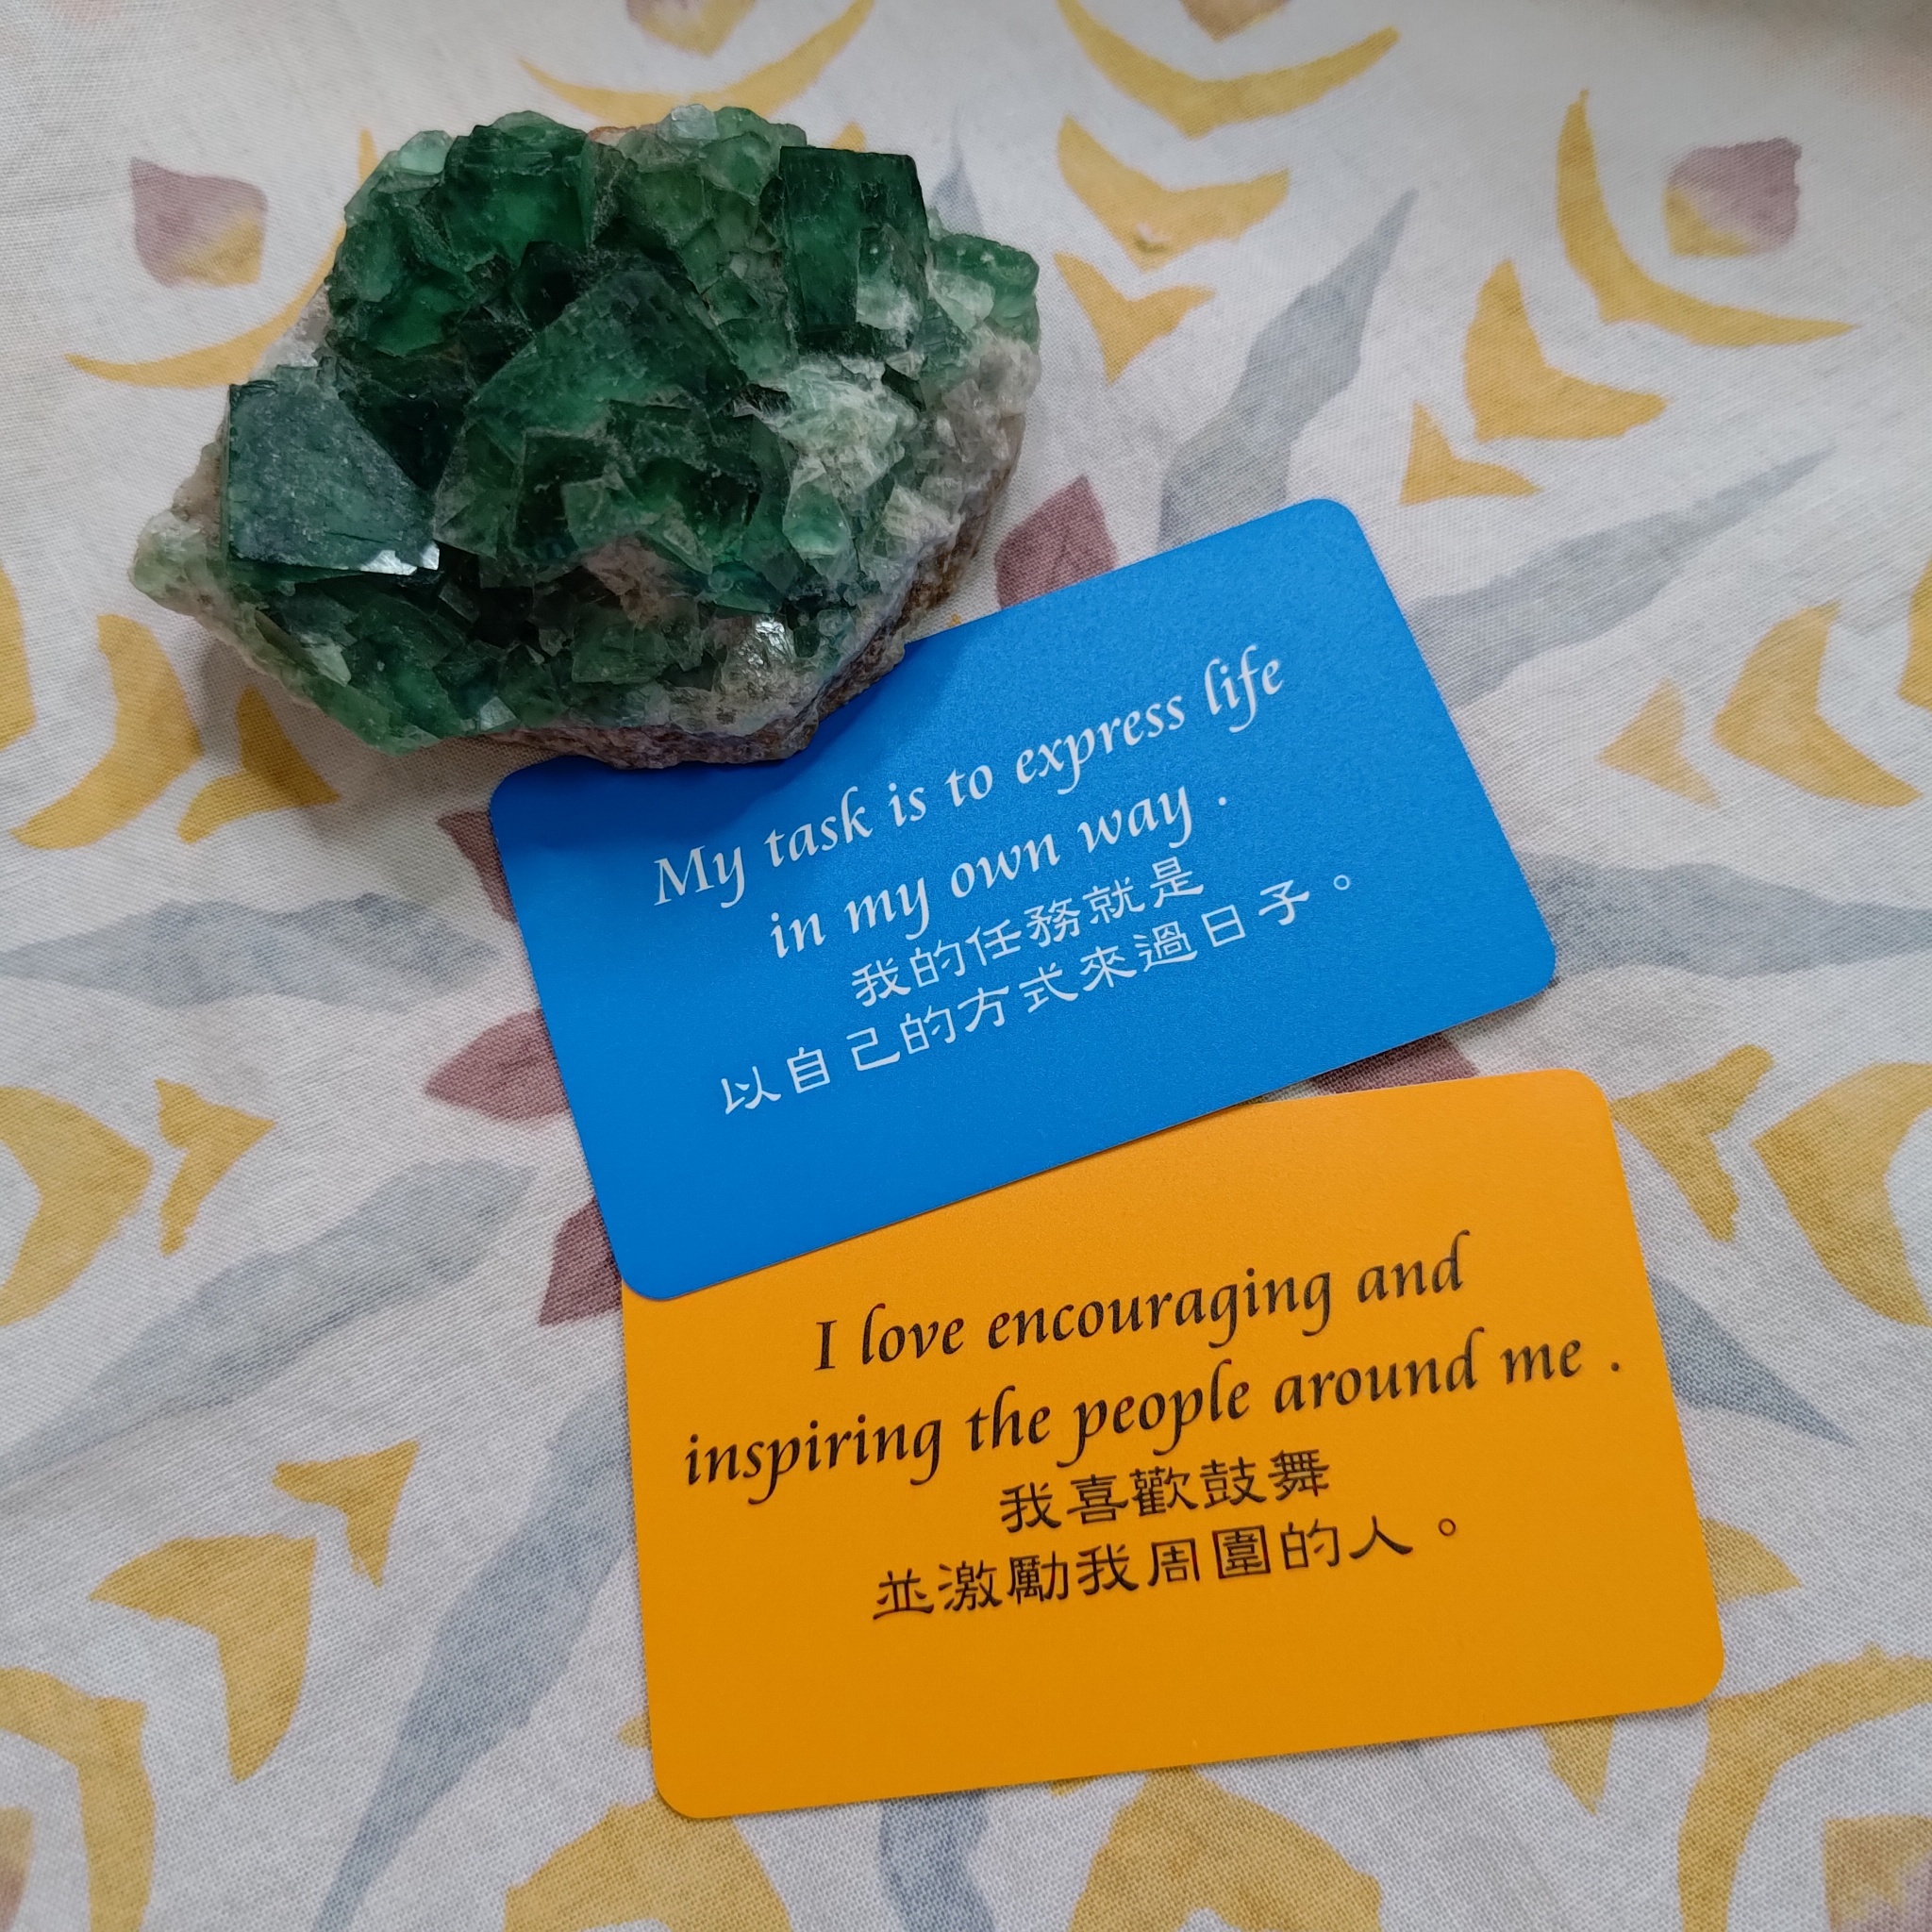 My task is to express life
in my own way .
我的任務就是
以自己的方式來過日子。
I love encouraging and
inspiring the people around me .
我喜歡鼓舞
並激勵我周圍的人。